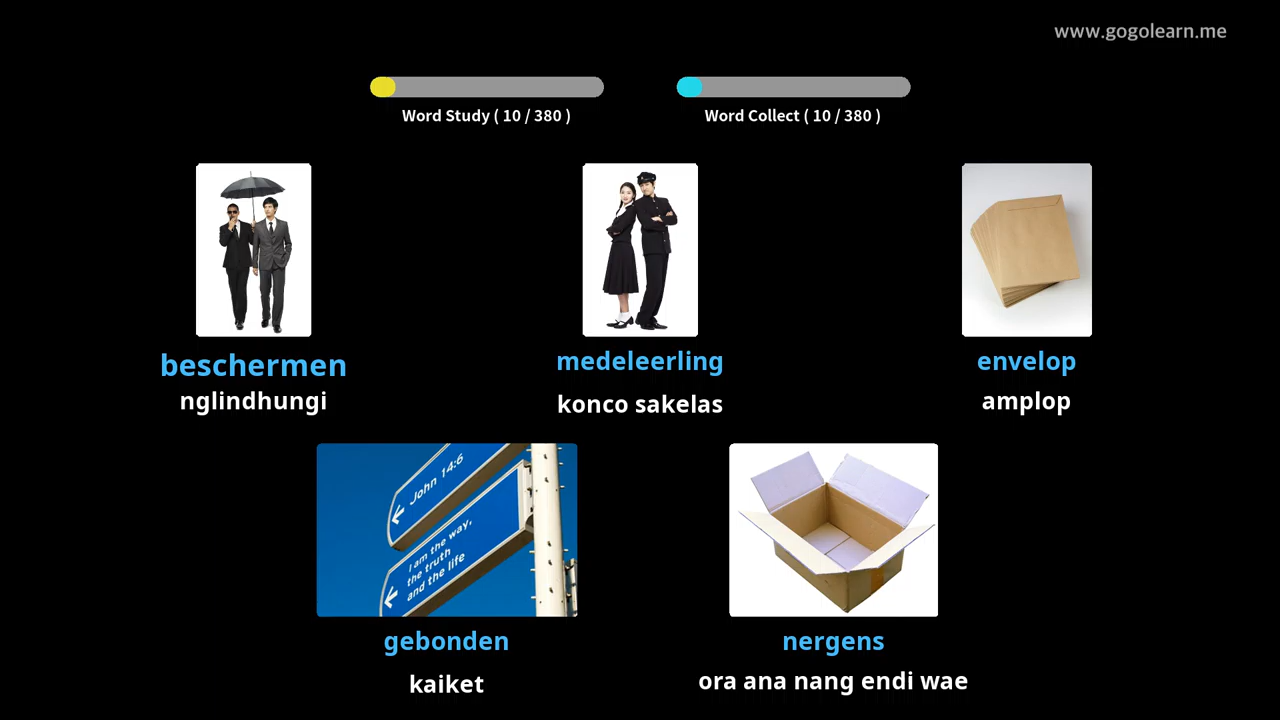 www.gogolearn.me
Word Study ( 10 / 380 )
Word Collect ( 10 / 380 )
beschermen
nglindhungi
medeleerling
konco sakelas
envelop
amplop
John 14:6
I am the way,
the truth
and the life
gebonden
kaiket
nergens
ora ana nang endi wae